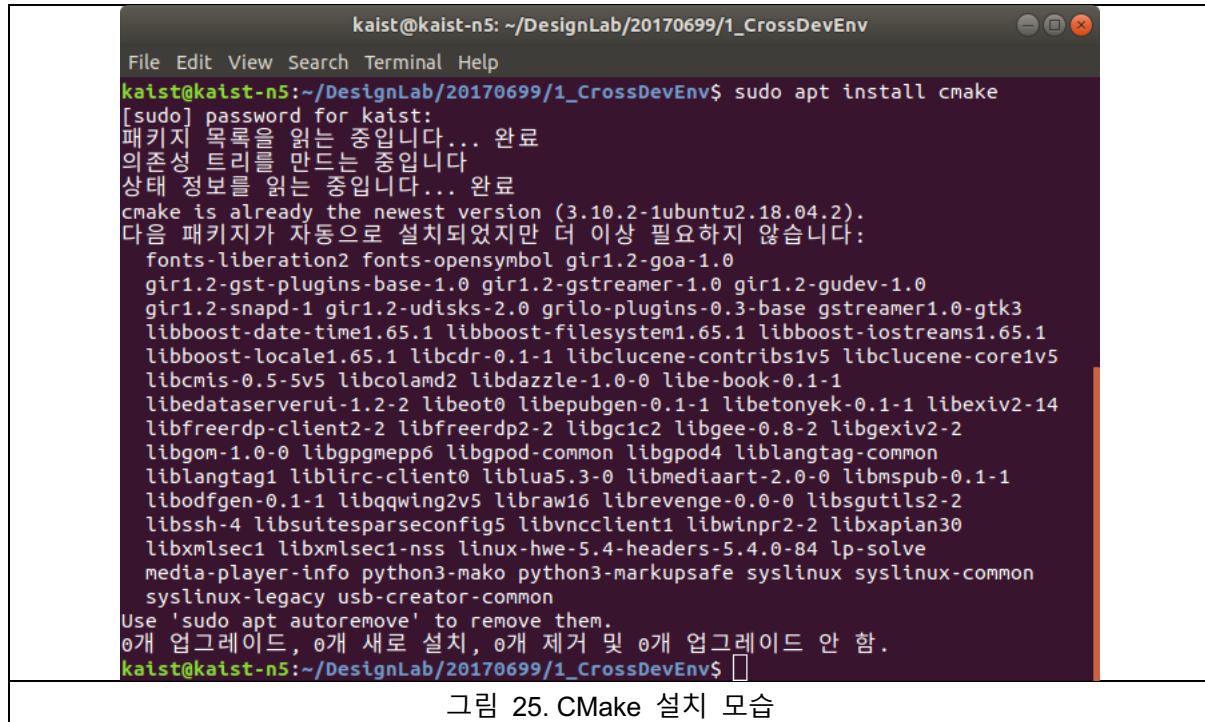 kaist@kaist-n5: ~/DesignLab/20170699/1_CrossDevEnv
File Edit View Search Terminal Help
kaist@kaist-n5:~/DesignLab/20170699/1_CrossDevEnv$ sudo apt install cmake
[sudo] password for kaist:
패키지 목록을 읽는 중입니다... 완료
의존성 트리를 만드는 중입니다
상태 정보를 읽는 중입니다... 완료
cmake is already the newest version (3.10.2-1ubuntu2.18.04.2).
다음 패키지가 자동으로 설치되었지만 더 이상 필요하지 않습니다:
fonts-liberation2 fonts-opensymbol gir1.2-goa-1.0
gir1.2-gst-plugins-base-1.0 gir1.2-gstreamer-1.0 gir1.2-gudev-1.0
gir1.2-snapd-1 gir1.2-udisks-2.0 grilo-plugins-0.3-base gstreamer1.0-gtk3
libboost-date-time1.65.1 libboost-filesystem1.65.1 libboost-iostreams1.65.1
libboost-locale1.65.1 libcdr-0.1-1 libclucene-contribs1v5 libclucene-core1v5
libcmis-0.5-5v5 libcolamd2 libdazzle-1.0-0 libe-book-0.1-1
libedataserverui-1.2-2 libeot0 libepubgen-0.1-1 libetonyek-0.1-1 libexiv2-14
libfreerdp-client2-2 libfreerdp2-2 libgc1c2 libgee-0.8-2 libgexiv2-2
libgom-1.0-0 libgpgmepp6 libgpod-common libgpod4 liblangtag-common
liblangtag1 liblirc-client0 liblua5.3-0 libmediaart-2.0-0 libmspub-0.1-1
libodfgen-0.1-1 libqqwing2v5 libraw16 librevenge-0.0-0 libsgutils2-2
libssh-4 libsuitesparseconfig5 libvncclient1 libwinpr2-2 libxapian30
libxmlsec1 libxmlsec1-nss linux-hwe-5.4-headers-5.4.0-84 lp-solve
media-player-info python3-mako python3-markupsafe syslinux syslinux-common
syslinux-legacy usb-creator-common
Use 'sudo apt autoremove' to remove them.
0개 업그레이드, 0개 새로 설치, 0개 제거 및 0개 업그레이드 안 함.
kaist@kaist-n5:~/DesignLab/20170699/1_CrossDevEnv$
그림 25. CMake 설치 모습